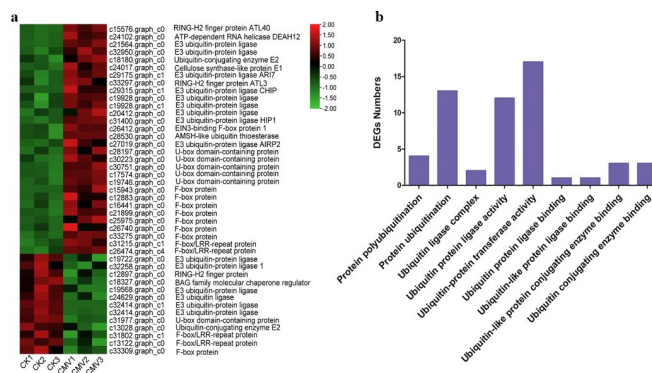 a
2.00
1.50
1.00
0.50
0.00
-0.50
-1.00
-1.50
-2.00
c15576.graph_c0 RING-H2 finger protein ATL40
c24102.graph_c0 ATP-dependent RNA helicase DEAH12
c21564.graph_c0 E3 ubiquitin-protein ligase
c32950.graph_c0 E3 ubiquitin-protein ligase
c18180.graph_c0 Ubiquitin-conjugating enzyme E2
c24017.graph_c0 Cellulose synthase-like protein E1
c29175.graph_c1 E3 ubiquitin-protein ligase ARI7
c33297.graph_c0 RING-H2 finger protein ATL3
c29315.graph_c1 E3 ubiquitin-protein ligase CHIP
c19928.graph_c0 E3 ubiquitin-protein ligase
c19928.graph_c1 E3 ubiquitin-protein ligase
c20412.graph_c0 E3 ubiquitin-protein ligase
c31400.graph_c0 E3 ubiquitin-protein ligase HIP1
c26412.graph_c0 EIN3-binding F-box protein 1
c28530.graph_c0 AMSH-like ubiquitin thioesterase
c27019.graph_c0 E3 ubiquitin-protein ligase AIRP2
c28197.graph_c0 U-box domain-containing protein
c30223.graph_c0 U-box domain-containing protein
c30751.graph_c0 U-box domain-containing protein
c17574.graph_c0 U-box domain-containing protein
c19746.graph_c0 U-box domain-containing protein
c15943.graph_c0 F-box protein
c12883.graph_c0 F-box protein
c16441.graph_c0 F-box protein
c21899.graph_c0 F-box protein
c25975.graph_c0 F-box protein
c26740.graph_c0 F-box protein
c33275.graph_c0 F-box protein
c31215.graph_c1 F-box/LRR-repeat protein
c26474.graph_c4 F-box/LRR-repeat protein
c19722.graph_c0 E3 ubiquitin-protein ligase
c32258.graph_c0 E3 ubiquitin-protein ligase 1
c12897.graph_c0 RING-H2 finger protein
c18327.graph_c0 BAG family molecular chaperone regulator
c19568.graph_c0 E3 ubiquitin-protein ligase
c24629.graph_c0 E3 ubiquitin ligase
c32414.graph_c1 E3 ubiquitin-protein ligase
c32414.graph_c0 E3 ubiquitin-protein ligase
c31977.graph_c0 U-box domain-containing protein
c13028.graph_c0 Ubiquitin-conjugating enzyme E2
c31802.graph_c1 F-box/LRR-repeat protein
c13122.graph_c0 F-box/LRR-repeat protein
c33309.graph_c0 F-box protein
CK1
CK2
CK3
CMV1
CMV2
CMV3
b
DEGs Numbers
20
15
10
5
0
Protein polyubiquitination
Protein ubiquitination
Ubiquitin ligase complex
Ubiquitin protein ligase activity
Ubiquitin-protein transferase activity
Ubiquitin protein ligase binding
Ubiquitin-like protein ligase binding
Ubiquitin-like protein conjugating enzyme binding
Ubiquitin conjugating enzyme binding